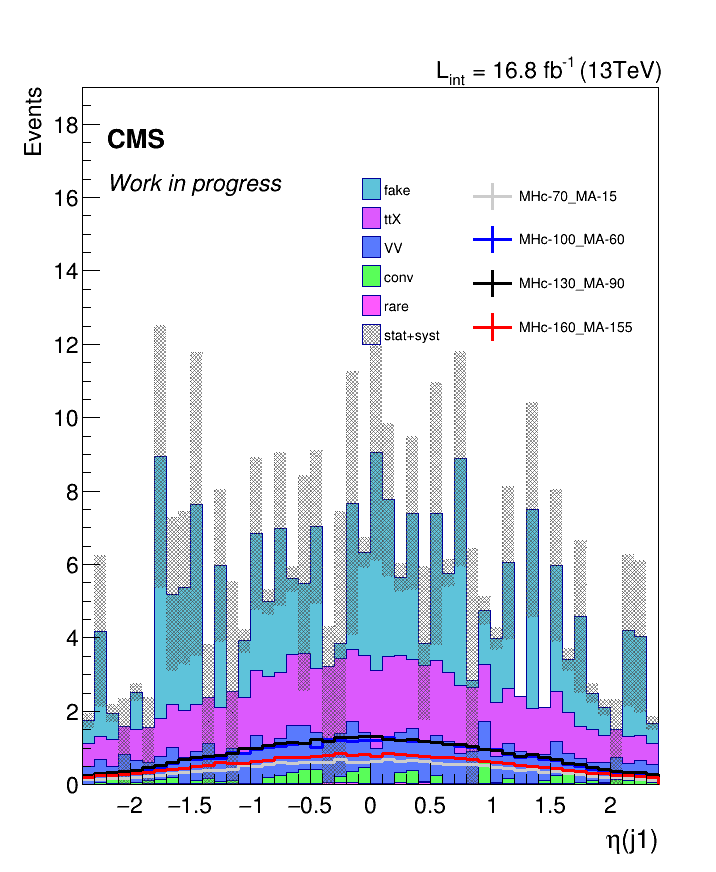 L_int = 16.8 fb^-1 (13TeV)
Events
CMS
Work in progress
fake
ttX
VV
conv
rare
stat+syst
MHc-70_MA-15
MHc-100_MA-60
MHc-130_MA-90
MHc-160_MA-155
18
16
14
12
10
8
6
4
2
0
−2 −1.5 −1 −0.5 0 0.5 1 1.5 2
η(j1)